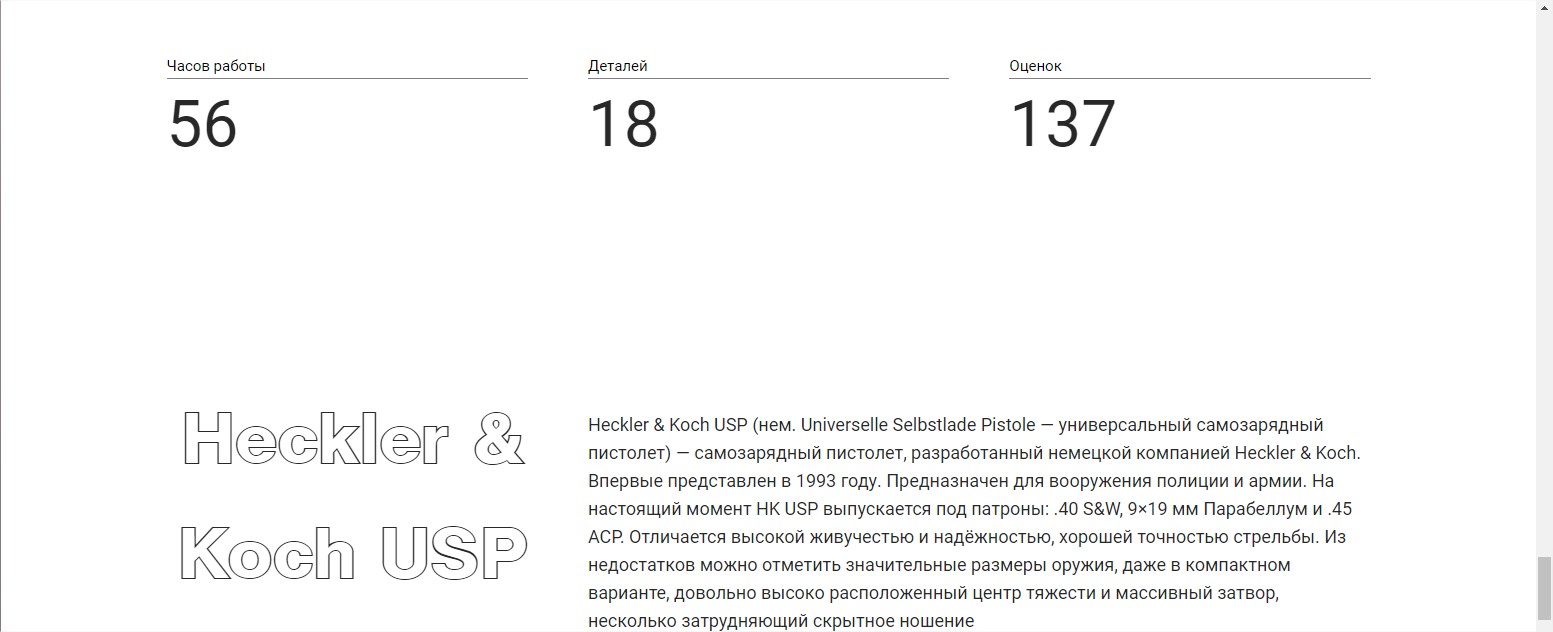 Часов работы
Деталей
Оценок
56
18
137
Heckler &
Koch USP
Heckler & Koch USP (нем. Universelle Selbstlade Pistole — универсальный самозарядный
пистолет) — самозарядный пистолет, разработанный немецкой компанией Heckler & Koch.
Впервые представлен в 1993 году. Предназначен для вооружения полиции и армии. На
настоящий момент HK USP выпускается под патроны: .40 S&W, 9×19 мм Парабеллум и .45
ACP. Отличается высокой живучестью и надёжностью, хорошей точностью стрельбы. Из
недостатков можно отметить значительные размеры оружия, даже в компактном
варианте, довольно высоко расположенный центр тяжести и массивный затвор,
несколько затрудняющий скрытное ношение